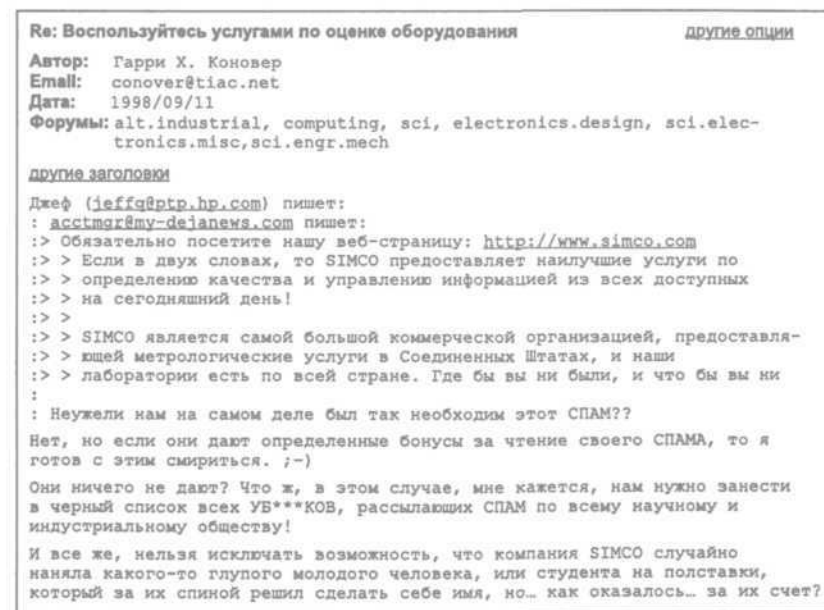 Re: Воспользуйтесь услугами по оценке оборудования другие опции
Автор: Гарри Х. Коновер
Email: conover@tiac.net
Дата: 1998/09/11
Форумы: alt.industrial, computing, sci, electronics.design, sci.elec-
tronics.misc,sci.engr.mech
другие заголовки
Джеф (jeffq@ptp.hp.com) пишет:
: acctmgr@my-dejanews.com пишет:
:> Обязательно посетите нашу веб-страницу: http://www.simco.com
:> > Если в двух словах, то SIMCO предоставляет наилучшие услуги по
:> > определению качества и управлению информацией из всех доступных
:> > на сегодняшний день!
:> >
:> > SIMCO является самой большой коммерческой организацией, предоставля-
:> > ющей метрологические услуги в Соединенных Штатах, и наши
:> > лаборатории есть по всей стране. Где бы вы ни были, и что бы вы ни
:
: Неужели нам на самом деле был так необходим этот СПАМ??
Нет, но если они дают определенные бонусы за чтение своего СПАМА, то я
готов с этим смириться. ;-)
Они ничего не дают? Что ж, в этом случае, мне кажется, нам нужно занести
в черный список всех УБ***КОВ, рассылающих СПАМ по всему научному и
индустриальному обществу!
И все же, нельзя исключать возможность, что компания SIMCO случайно
наняла какого-то глупого молодого человека, или студента на полставки,
который за их спиной решил сделать себе имя, но… как оказалось… за их счет?